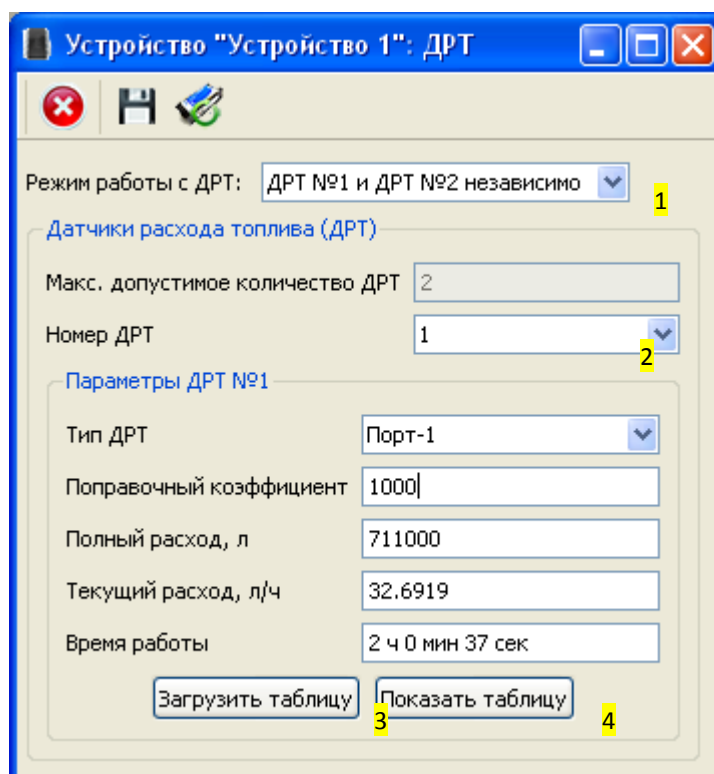 Устройство "Устройство 1": ДРТ
Режим работы с ДРТ: ДРТ №1 и ДРТ №2 независимо 1
Датчики расхода топлива (ДРТ)
Макс. допустимое количество ДРТ 2
Номер ДРТ 1 2
Параметры ДРТ №1
Тип ДРТ Порт-1
Поправочный коэффициент 1000
Полный расход, л 711000
Текущий расход, л/ч 32.6919
Время работы 2 ч 0 мин 37 сек
Загрузить таблицу 3 Показать таблицу 4